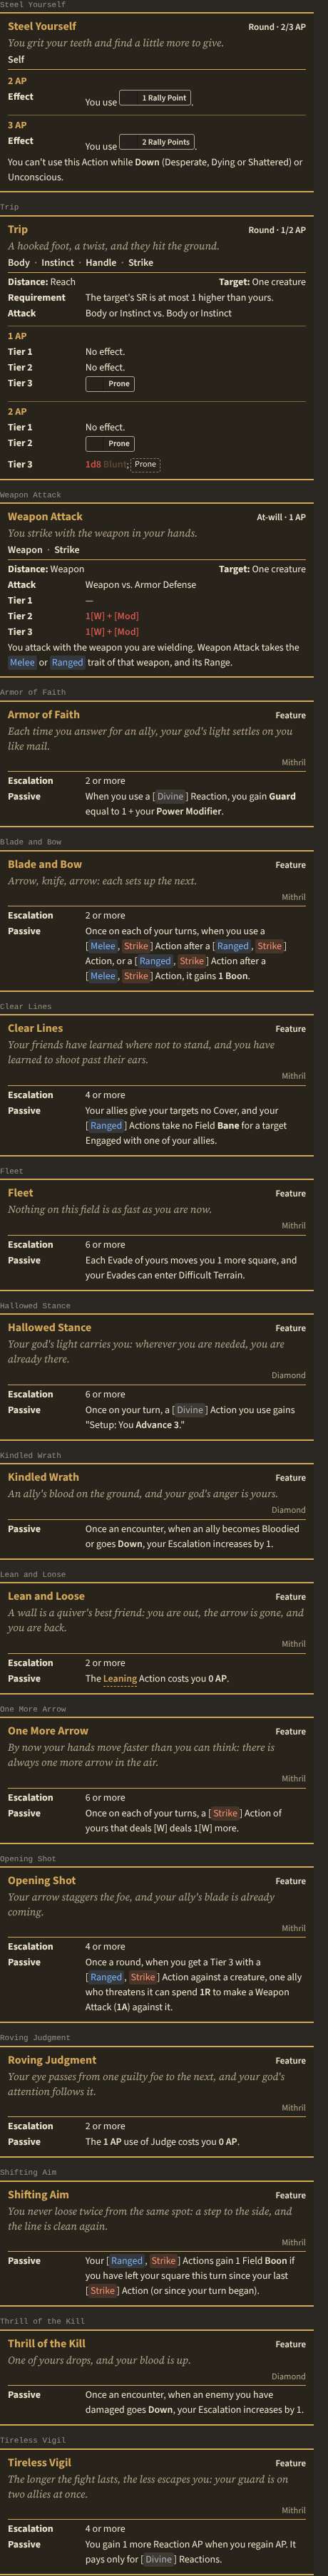 Steel Yourself
Steel Yourself Round · 2/3 AP
You grit your teeth and find a little more to give.
Self
2 AP
Effect You use 1 Rally Point.
3 AP
Effect You use 2 Rally Points.
You can't use this Action while Down (Desperate, Dying or Shattered) or
Unconscious.
Trip
Trip Round · 1/2 AP
A hooked foot, a twist, and they hit the ground.
Body · Instinct · Handle · Strike
Distance: Reach Target: One creature
Requirement The target's SR is at most 1 higher than yours.
Attack Body or Instinct vs. Body or Instinct
1 AP
Tier 1 No effect.
Tier 2 No effect.
Tier 3 Prone
2 AP
Tier 1 No effect.
Tier 2 Prone
Tier 3 1d8 Blunt; Prone
Weapon Attack
Weapon Attack At-will · 1 AP
You strike with the weapon in your hands.
Weapon · Strike
Distance: Weapon Target: One creature
Attack Weapon vs. Armor Defense
Tier 1 —
Tier 2 1[W] + [Mod]
Tier 3 1[W] + [Mod]
You attack with the weapon you are wielding. Weapon Attack takes the
Melee or Ranged trait of that weapon, and its Range.
Armor of Faith
Armor of Faith Feature
Each time you answer for an ally, your god's light settles on you
like mail.
Mithril
Escalation 2 or more
Passive When you use a [Divine] Reaction, you gain Guard
equal to 1 + your Power Modifier.
Blade and Bow
Blade and Bow Feature
Arrow, knife, arrow: each sets up the next.
Mithril
Escalation 2 or more
Passive Once on each of your turns, when you use a
[Melee, Strike] Action after a [Ranged, Strike]
Action, or a [Ranged, Strike] Action after a
[Melee, Strike] Action, it gains 1 Boon.
Clear Lines
Clear Lines Feature
Your friends have learned where not to stand, and you have
learned to shoot past their ears.
Mithril
Escalation 4 or more
Passive Your allies give your targets no Cover, and your
[Ranged] Actions take no Field Bane for a target
Engaged with one of your allies.
Fleet
Fleet Feature
Nothing on this field is as fast as you are now.
Mithril
Escalation 6 or more
Passive Each Evade of yours moves you 1 more square, and
your Evades can enter Difficult Terrain.
Hallowed Stance
Hallowed Stance Feature
Your god's light carries you: wherever you are needed, you are
already there.
Diamond
Escalation 6 or more
Passive Once on your turn, a [Divine] Action you use gains
"Setup: You Advance 3."
Kindled Wrath
Kindled Wrath Feature
An ally's blood on the ground, and your god's anger is yours.
Diamond
Passive Once an encounter, when an ally becomes Bloodied
or goes Down, your Escalation increases by 1.
Lean and Loose
Lean and Loose Feature
A wall is a quiver's best friend: you are out, the arrow is gone, and
you are back.
Mithril
Escalation 2 or more
Passive The Leaning Action costs you 0 AP.
One More Arrow
One More Arrow Feature
By now your hands move faster than you can think: there is
always one more arrow in the air.
Mithril
Escalation 6 or more
Passive Once on each of your turns, a [Strike] Action of
yours that deals [W] deals 1[W] more.
Opening Shot
Opening Shot Feature
Your arrow staggers the foe, and your ally's blade is already
coming.
Mithril
Escalation 4 or more
Passive Once a round, when you get a Tier 3 with a
[Ranged, Strike] Action against a creature, one ally
who threatens it can spend 1R to make a Weapon
Attack (1A) against it.
Roving Judgment
Roving Judgment Feature
Your eye passes from one guilty foe to the next, and your god's
attention follows it.
Mithril
Escalation 2 or more
Passive The 1 AP use of Judge costs you 0 AP.
Shifting Aim
Shifting Aim Feature
You never loose twice from the same spot: a step to the side, and
the line is clean again.
Mithril
Passive Your [Ranged, Strike] Actions gain 1 Field Boon if
you have left your square this turn since your last
[Strike] Action (or since your turn began).
Thrill of the Kill
Thrill of the Kill Feature
One of yours drops, and your blood is up.
Diamond
Passive Once an encounter, when an enemy you have
damaged goes Down, your Escalation increases by 1.
Tireless Vigil
Tireless Vigil Feature
The longer the fight lasts, the less escapes you: your guard is on
two allies at once.
Mithril
Escalation 4 or more
Passive You gain 1 more Reaction AP when you regain AP. It
pays only for [Divine] Reactions.